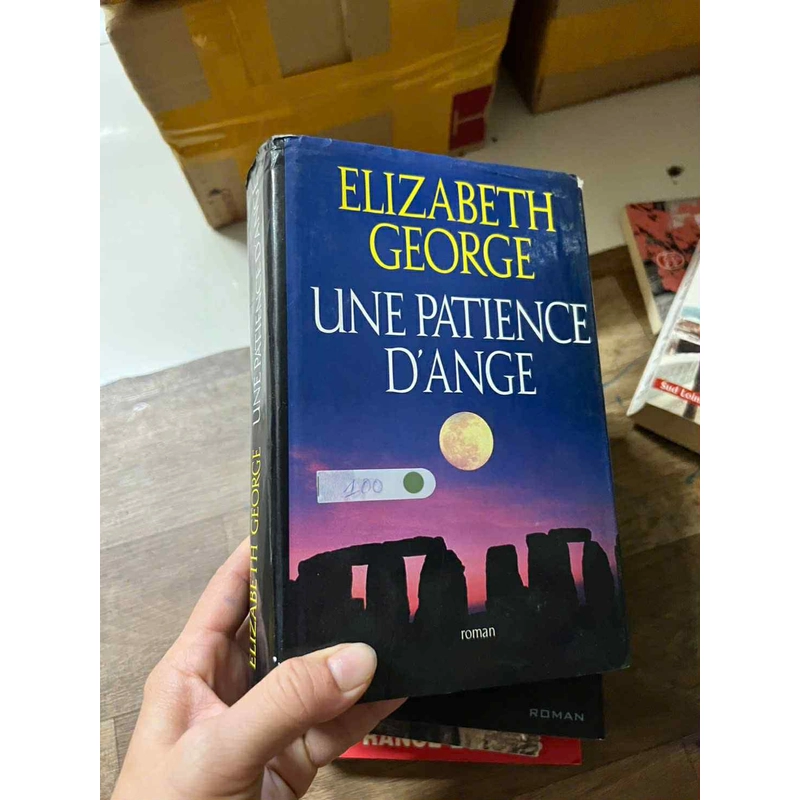 ELIZABETH
GEORGE
UNE PATIENCE
D'ANGE
100
roman
ELIZABETH GEORGE UNE PATIENCE D'ANGE
ROMAN
Sud Loin